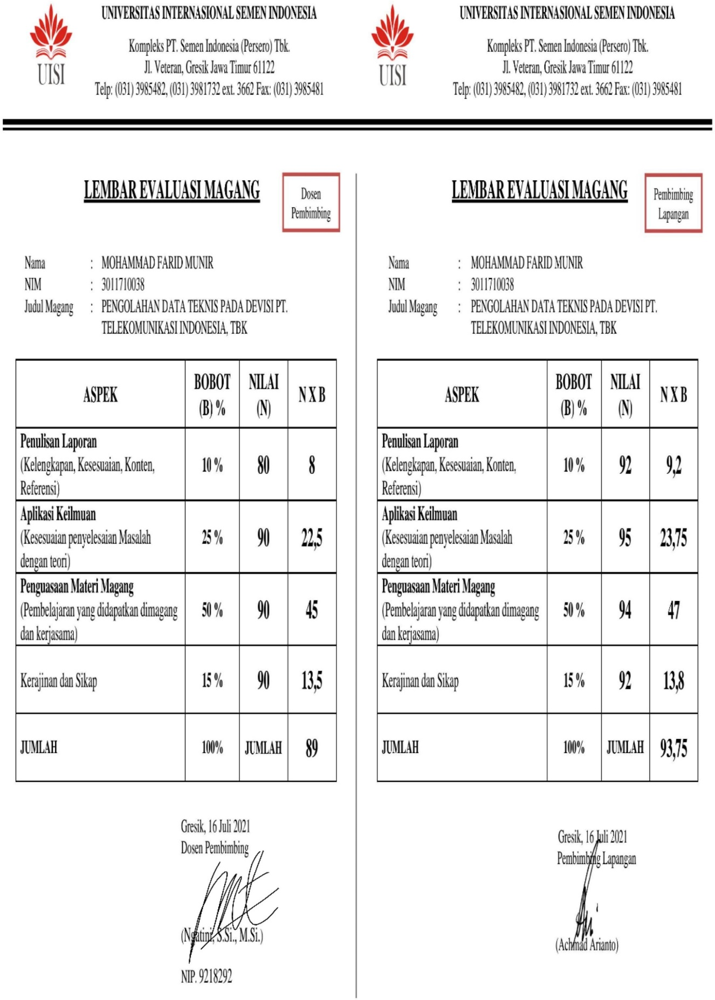 UNIVERSITAS INTERNASIONAL SEMEN INDONESIA
Kompleks PT. Semen Indonesia (Persero) Tbk.
Jl. Veteran, Gresik Jawa Timur 61122
Telp: (031) 3985482, (031) 3981732 ext. 3662 Fax: (031) 3985481
UISI
UNIVERSITAS INTERNASIONAL SEMEN INDONESIA
Kompleks PT. Semen Indonesia (Persero) Tbk.
Jl. Veteran, Gresik Jawa Timur 61122
Telp: (031) 3985482, (031) 3981732 ext. 3662 Fax: (031) 3985481
UISI
LEMBAR EVALUASI MAGANG
Dosen
Pembimbing
Nama : MOHAMMAD FARID MUNIR
NIM : 3011710038
Judul Magang : PENGOLAHAN DATA TEKNIS PADA DEVISI PT.
TELEKOMUNIKASI INDONESIA, TBK
ASPEK
BOBOT
(B) %
NILAI
(N)
N X B
Penulisan Laporan
(Kelengkapan, Kesesuaian, Konten,
Referensi)
10 % 80 8
Aplikasi Keilmuan
(Kesesuaian penyelesaian Masalah
dengan teori)
25 % 90 22,5
Penguasaan Materi Magang
(Pembelajaran yang didapatkan dimagang
dan kerjasama)
50 % 90 45
Kerajinan dan Sikap 15 % 90 13,5
JUMLAH 100% JUMLAH 89
Gresik, 16 Juli 2021
Dosen Pembimbing
(Ngatini, S.Si., M.Si.)
NIP. 9218292
LEMBAR EVALUASI MAGANG
Pembimbing
Lapangan
Nama : MOHAMMAD FARID MUNIR
NIM : 3011710038
Judul Magang : PENGOLAHAN DATA TEKNIS PADA DEVISI PT.
TELEKOMUNIKASI INDONESIA, TBK
ASPEK
BOBOT
(B) %
NILAI
(N)
N X B
Penulisan Laporan
(Kelengkapan, Kesesuaian, Konten,
Referensi)
10 % 92 9,2
Aplikasi Keilmuan
(Kesesuaian penyelesaian Masalah
dengan teori)
25 % 95 23,75
Penguasaan Materi Magang
(Pembelajaran yang didapatkan dimagang
dan kerjasama)
50 % 94 47
Kerajinan dan Sikap 15 % 92 13,8
JUMLAH 100% JUMLAH 93,75
Gresik, 16 Juli 2021
Pembimbing Lapangan
(Achmad Arianto)